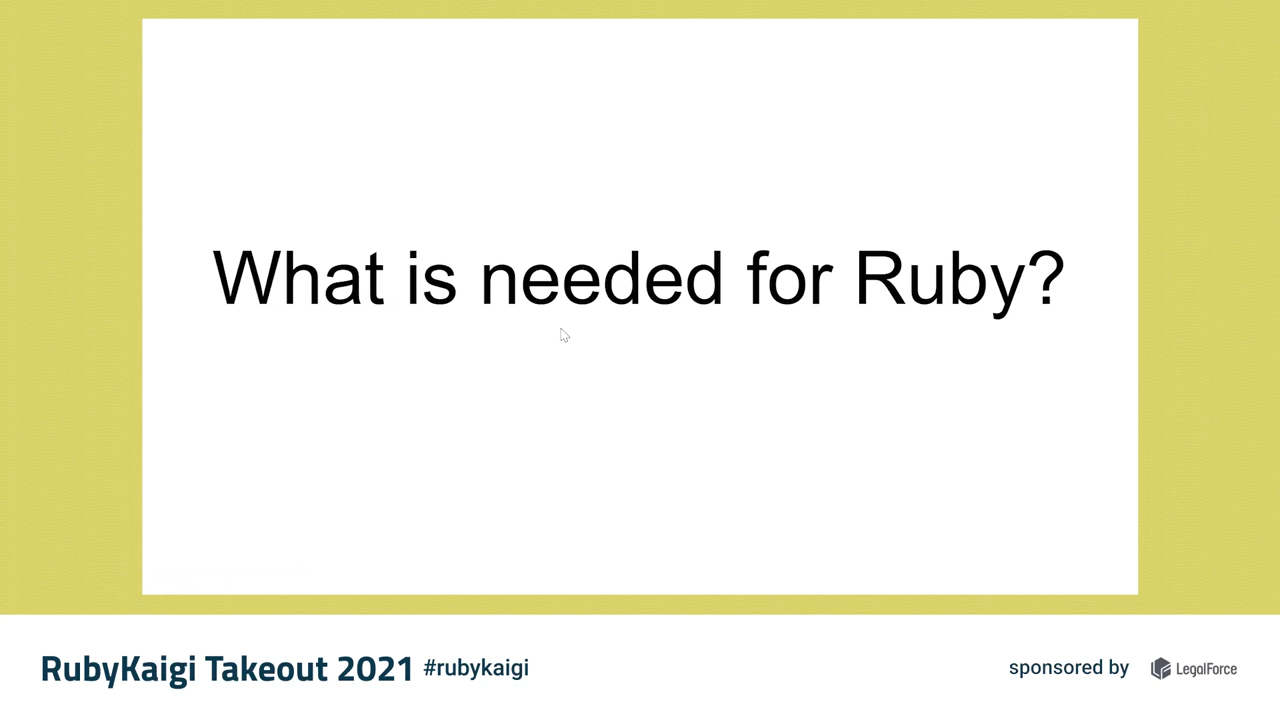 What is needed for Ruby?
RubyKaigi Takeout 2021 #rubykaigi
sponsored by LegalForce